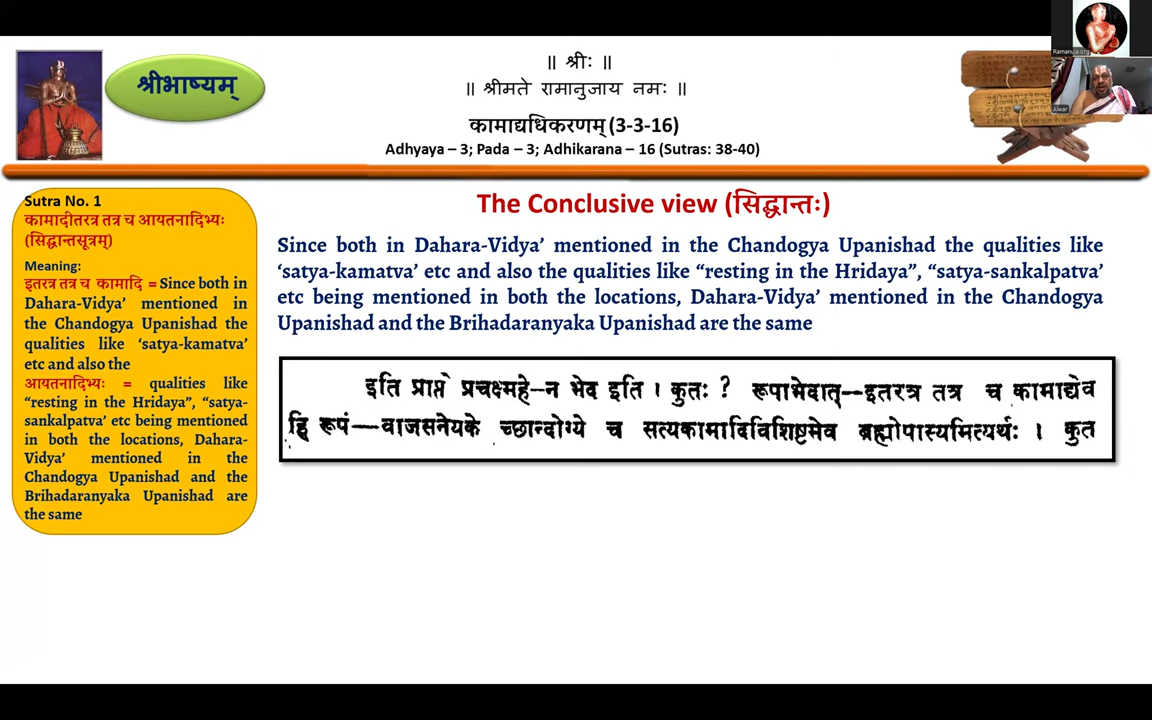 Ramanuja.org
Alwar
श्रीभाष्यम्
॥ श्रीः ॥
॥ श्रीमते रामानुजाय नमः ॥
कामाद्यधिकरणम् (3-3-16)
Adhyaya – 3; Pada – 3; Adhikarana – 16 (Sutras: 38-40)
Sutra No. 1
कामादीतरत्र तत्र च आयतनादिभ्यः
(सिद्धान्तसूत्रम्)
Meaning:
इतरत्र तत्र च कामादि = Since both in
Dahara-Vidya’ mentioned in
the Chandogya Upanishad the
qualities like ‘satya-kamatva’
etc and also the
आयतनादिभ्यः = qualities like
“resting in the Hridaya”, “satya-
sankalpatva’ etc being mentioned
in both the locations, Dahara-
Vidya’ mentioned in the
Chandogya Upanishad and the
Brihadaranyaka Upanishad are
the same
The Conclusive view (सिद्धान्तः)
Since both in Dahara-Vidya’ mentioned in the Chandogya Upanishad the qualities like
‘satya-kamatva’ etc and also the qualities like “resting in the Hridaya”, “satya-sankalpatva’
etc being mentioned in both the locations, Dahara-Vidya’ mentioned in the Chandogya
Upanishad and the Brihadaranyaka Upanishad are the same
इति प्राप्ते प्रचक्ष्महे–न भेद इति । कुतः ? रूपाभेदात्–इतरत्र तत्र च कामाद्येव
हि रूपं–वाजसनेयके च्छान्दोग्ये च सत्यकामादिविशिष्टमेव ब्रह्मोपास्यमित्यर्थः । कुत